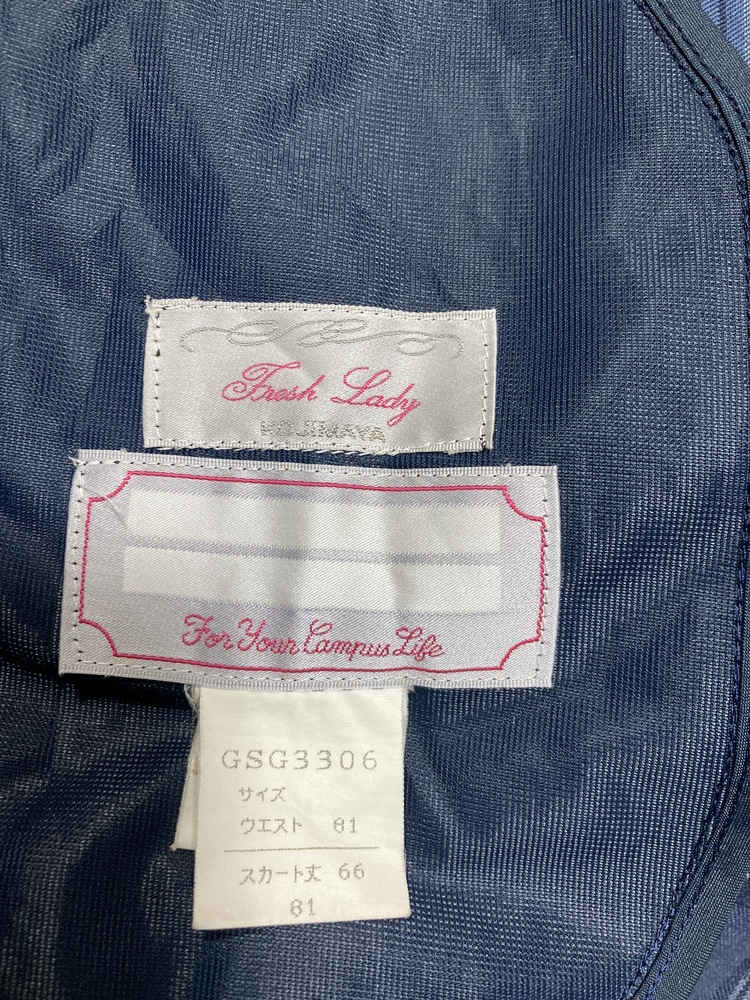 Fresh Lady
KOJIMAYA
For Your Campus Life
GSG3306
サイズ
ウエスト 81
スカート丈 66
81